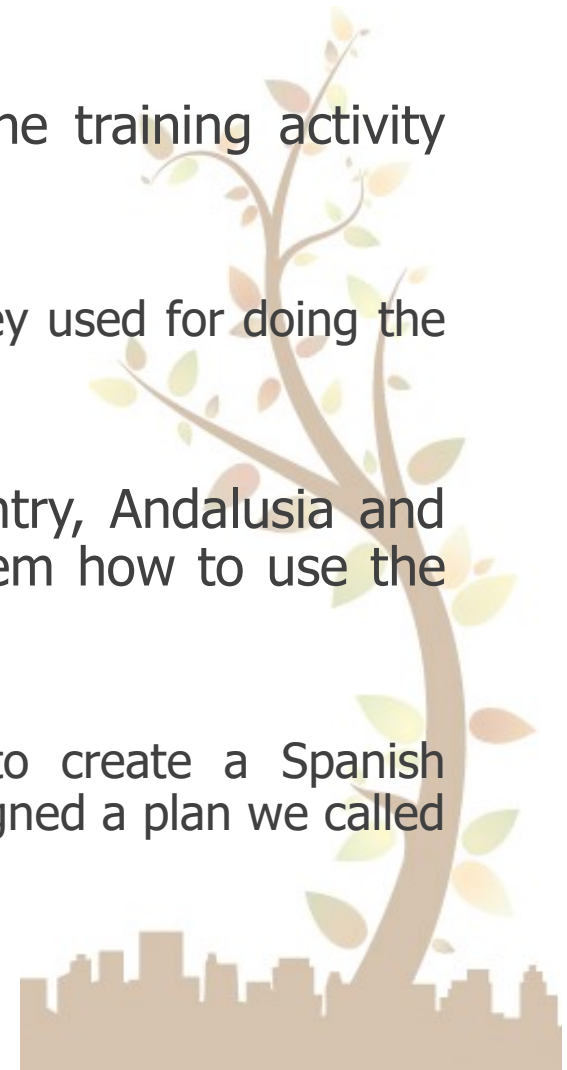 he training activity
ey used for doing the
ntry, Andalusia and
em how to use the
to create a Spanish
gned a plan we called